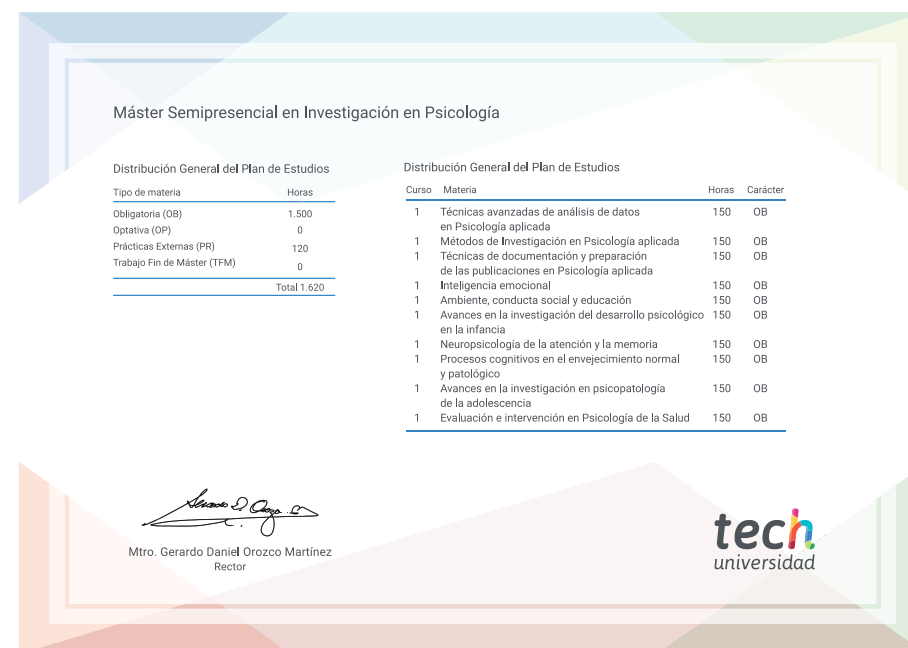 Máster Semipresencial en Investigación en Psicología
Distribución General del Plan de Estudios
Tipo de materia Horas
Obligatoria (OB) 1.500
Optativa (OP) 0
Prácticas Externas (PR) 120
Trabajo Fin de Máster (TFM) 0
Total 1.620
Distribución General del Plan de Estudios
Curso Materia Horas Carácter
1 Técnicas avanzadas de análisis de datos 150 OB
en Psicología aplicada
1 Métodos de Investigación en Psicología aplicada 150 OB
1 Técnicas de documentación y preparación 150 OB
de las publicaciones en Psicología aplicada
1 Inteligencia emocional 150 OB
1 Ambiente, conducta social y educación 150 OB
1 Avances en la investigación del desarrollo psicológico 150 OB
en la infancia
1 Neuropsicología de la atención y la memoria 150 OB
1 Procesos cognitivos en el envejecimiento normal 150 OB
y patológico
1 Avances en la investigación en psicopatología 150 OB
de la adolescencia
1 Evaluación e intervención en Psicología de la Salud 150 OB
Mtro. Gerardo Daniel Orozco Martínez
Rector
tech
universidad